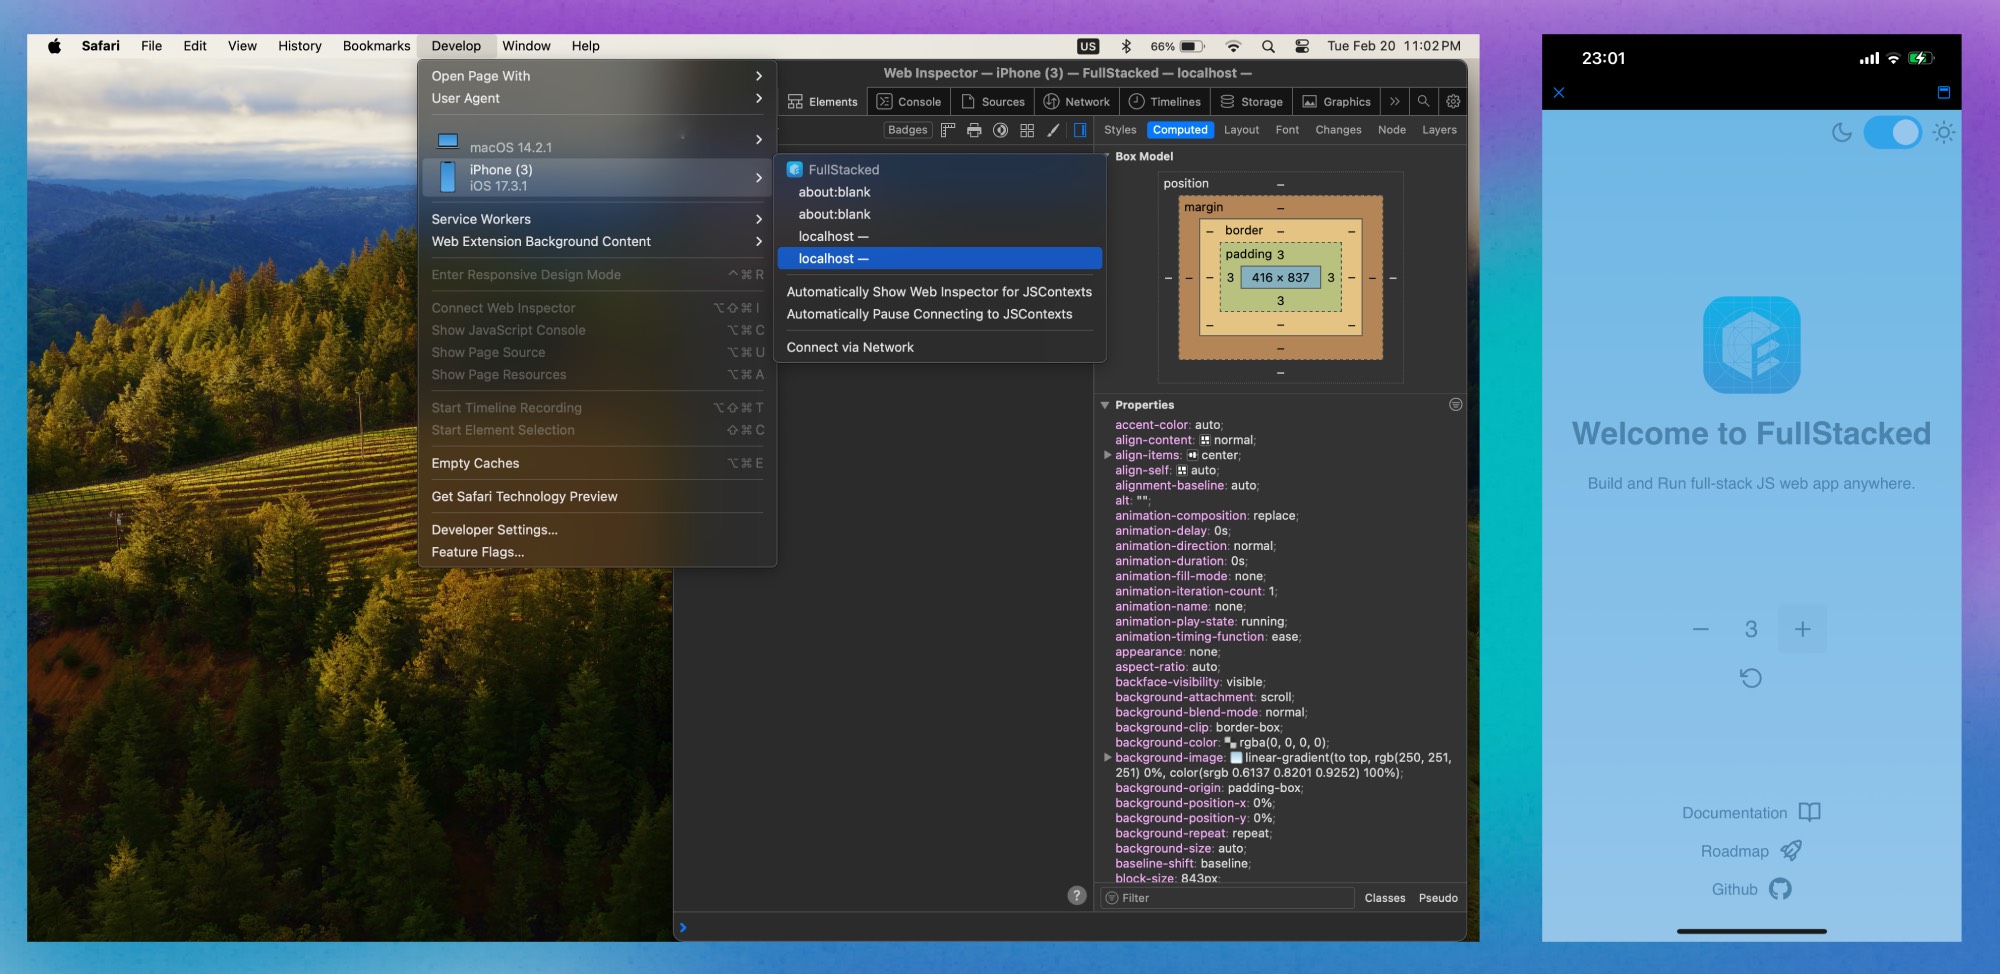 Safari File Edit View History Bookmarks Develop Window Help
US 66% Tue Feb 20 11:02 PM
Open Page With
User Agent
macOS 14.2.1
iPhone (3)
iOS 17.3.1
Service Workers
Web Extension Background Content
Enter Responsive Design Mode ⌃⌘R
Connect Web Inspector ⌥⇧⌘I
Show JavaScript Console ⌥⌘C
Show Page Source ⌥⌘U
Show Page Resources ⌥⌘A
Start Timeline Recording ⌥⇧⌘T
Start Element Selection ⇧⌘C
Empty Caches ⌥⌘E
Get Safari Technology Preview
Developer Settings...
Feature Flags...
FullStacked
about:blank
about:blank
localhost —
localhost —
Automatically Show Web Inspector for JSContexts
Automatically Pause Connecting to JSContexts
Connect via Network
Web Inspector — iPhone (3) — FullStacked — localhost —
Elements Console Sources Network Timelines Storage Graphics
Badges
Styles Computed Layout Font Changes Node Layers
Box Model
position –
margin –
– border – –
padding 3
– – – 3 416 × 837 3 – – –
3
– – –
–
–
Properties
accent-color: auto;
align-content: normal;
align-items: center;
align-self: auto;
alignment-baseline: auto;
alt: "";
animation-composition: replace;
animation-delay: 0s;
animation-direction: normal;
animation-duration: 0s;
animation-fill-mode: none;
animation-iteration-count: 1;
animation-name: none;
animation-play-state: running;
animation-timing-function: ease;
appearance: none;
aspect-ratio: auto;
backface-visibility: visible;
background-attachment: scroll;
background-blend-mode: normal;
background-clip: border-box;
background-color: rgba(0, 0, 0, 0);
background-image: linear-gradient(to top, rgb(250, 251,
251) 0%, color(srgb 0.6137 0.8201 0.9252) 100%);
background-origin: padding-box;
background-position-x: 0%;
background-position-y: 0%;
background-repeat: repeat;
background-size: auto;
baseline-shift: baseline;
block-size: 843px;
? Filter Classes Pseudo
23:01
Welcome to FullStacked
Build and Run full-stack JS web app anywhere.
− 3 +
Documentation
Roadmap
Github